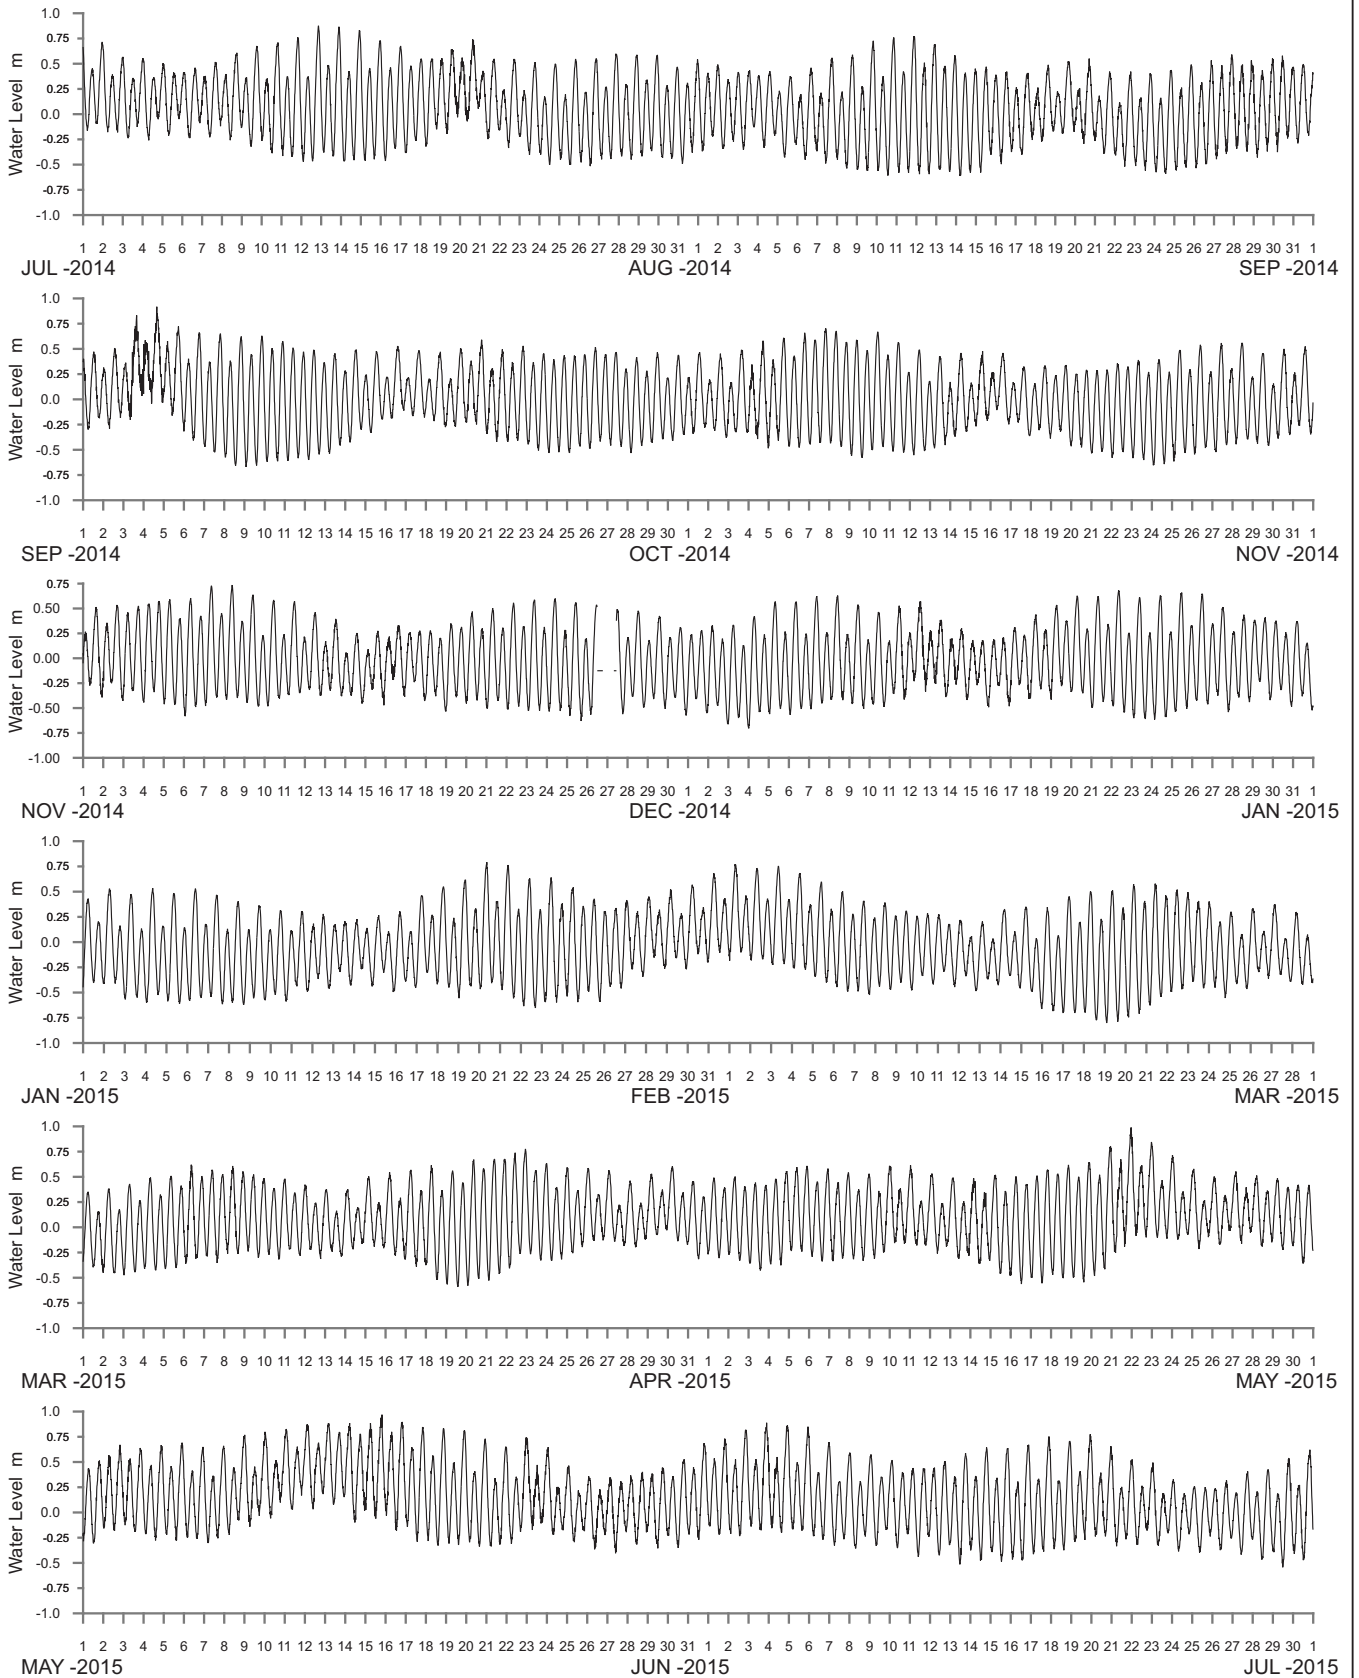 1.0
0.75
0.5
0.25
0.0
-0.25
-0.5
-0.75
-1.0
Water Level m
1 2 3 4 5 6 7 8 9 10 11 12 13 14 15 16 17 18 19 20 21 22 23 24 25 26 27 28 29 30 31 1 2 3 4 5 6 7 8 9 10 11 12 13 14 15 16 17 18 19 20 21 22 23 24 25 26 27 28 29 30 31 1
JUL -2014 AUG -2014 SEP -2014
1.0
0.75
0.5
0.25
0.0
-0.25
-0.5
-0.75
-1.0
Water Level m
1 2 3 4 5 6 7 8 9 10 11 12 13 14 15 16 17 18 19 20 21 22 23 24 25 26 27 28 29 30 1 2 3 4 5 6 7 8 9 10 11 12 13 14 15 16 17 18 19 20 21 22 23 24 25 26 27 28 29 30 31 1
SEP -2014 OCT -2014 NOV -2014
0.75
0.50
0.25
0.00
-0.25
-0.50
-0.75
-1.00
Water Level m
1 2 3 4 5 6 7 8 9 10 11 12 13 14 15 16 17 18 19 20 21 22 23 24 25 26 27 28 29 30 1 2 3 4 5 6 7 8 9 10 11 12 13 14 15 16 17 18 19 20 21 22 23 24 25 26 27 28 29 30 31 1
NOV -2014 DEC -2014 JAN -2015
1.0
0.75
0.5
0.25
0.0
-0.25
-0.5
-0.75
-1.0
Water Level m
1 2 3 4 5 6 7 8 9 10 11 12 13 14 15 16 17 18 19 20 21 22 23 24 25 26 27 28 29 30 31 1 2 3 4 5 6 7 8 9 10 11 12 13 14 15 16 17 18 19 20 21 22 23 24 25 26 27 28 1
JAN -2015 FEB -2015 MAR -2015
1.0
0.75
0.5
0.25
0.0
-0.25
-0.5
-0.75
-1.0
Water Level m
1 2 3 4 5 6 7 8 9 10 11 12 13 14 15 16 17 18 19 20 21 22 23 24 25 26 27 28 29 30 31 1 2 3 4 5 6 7 8 9 10 11 12 13 14 15 16 17 18 19 20 21 22 23 24 25 26 27 28 29 30 1
MAR -2015 APR -2015 MAY -2015
1.0
0.75
0.5
0.25
0.0
-0.25
-0.5
-0.75
-1.0
Water Level m
1 2 3 4 5 6 7 8 9 10 11 12 13 14 15 16 17 18 19 20 21 22 23 24 25 26 27 28 29 30 31 1 2 3 4 5 6 7 8 9 10 11 12 13 14 15 16 17 18 19 20 21 22 23 24 25 26 27 28 29 30 1
MAY -2015 JUN -2015 JUL -2015